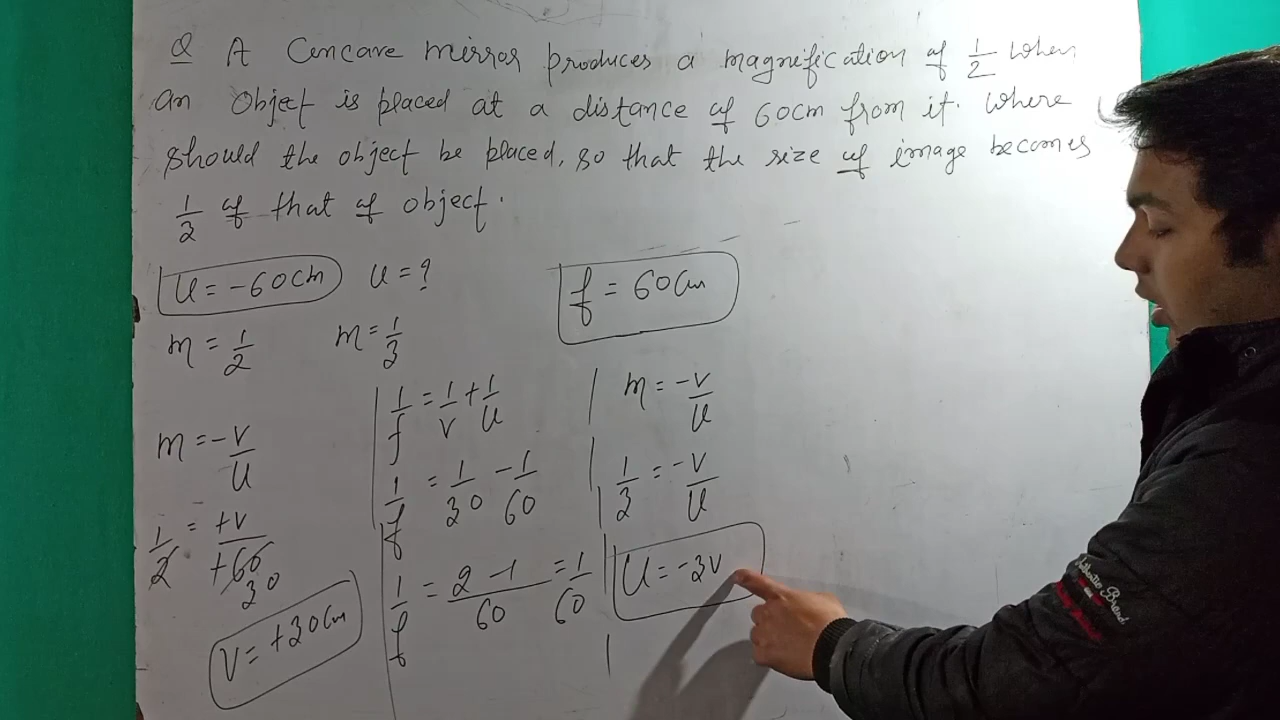 Q A Concave mirror produces a magnification of 1/2 when
an Object is placed at a distance of 60cm from it. Where
should the object be placed, so that the size of image becomes
1/3 of that of object.
u = -60cm u = ? f = 60cm
m = 1/2 m = 1/3
1/f = 1/v + 1/u m = -v/u
m = -v/u
1/f = 1/30 - 1/60 1/3 = -v/u
1/2 = +v/+60 30
1/f = 2-1/60 = 1/60 u = -3v
v = +30cm